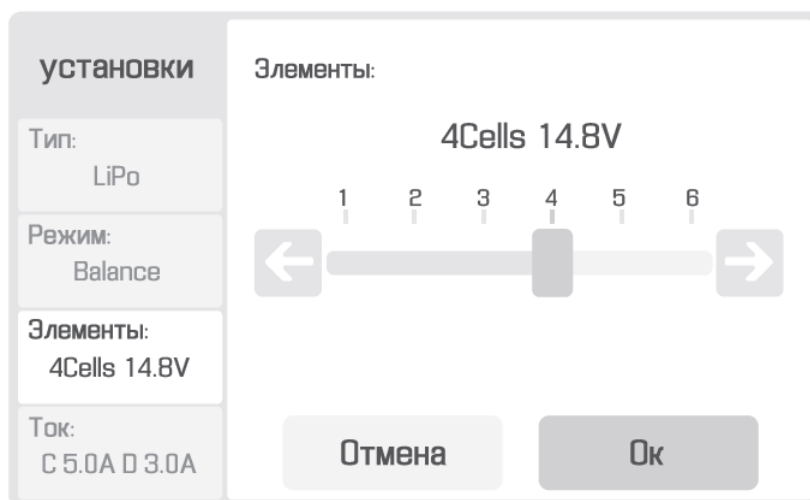 установки
Тип:
LiPo
Режим:
Balance
Элементы:
4Cells 14.8V
Ток:
C 5.0A D 3.0A
Элементы:
4Cells 14.8V
1 2 3 4 5 6
Отмена
Ок